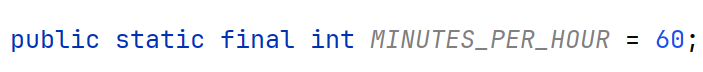 public static final int MINUTES_PER_HOUR = 60;